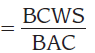 = BCWS
BAC